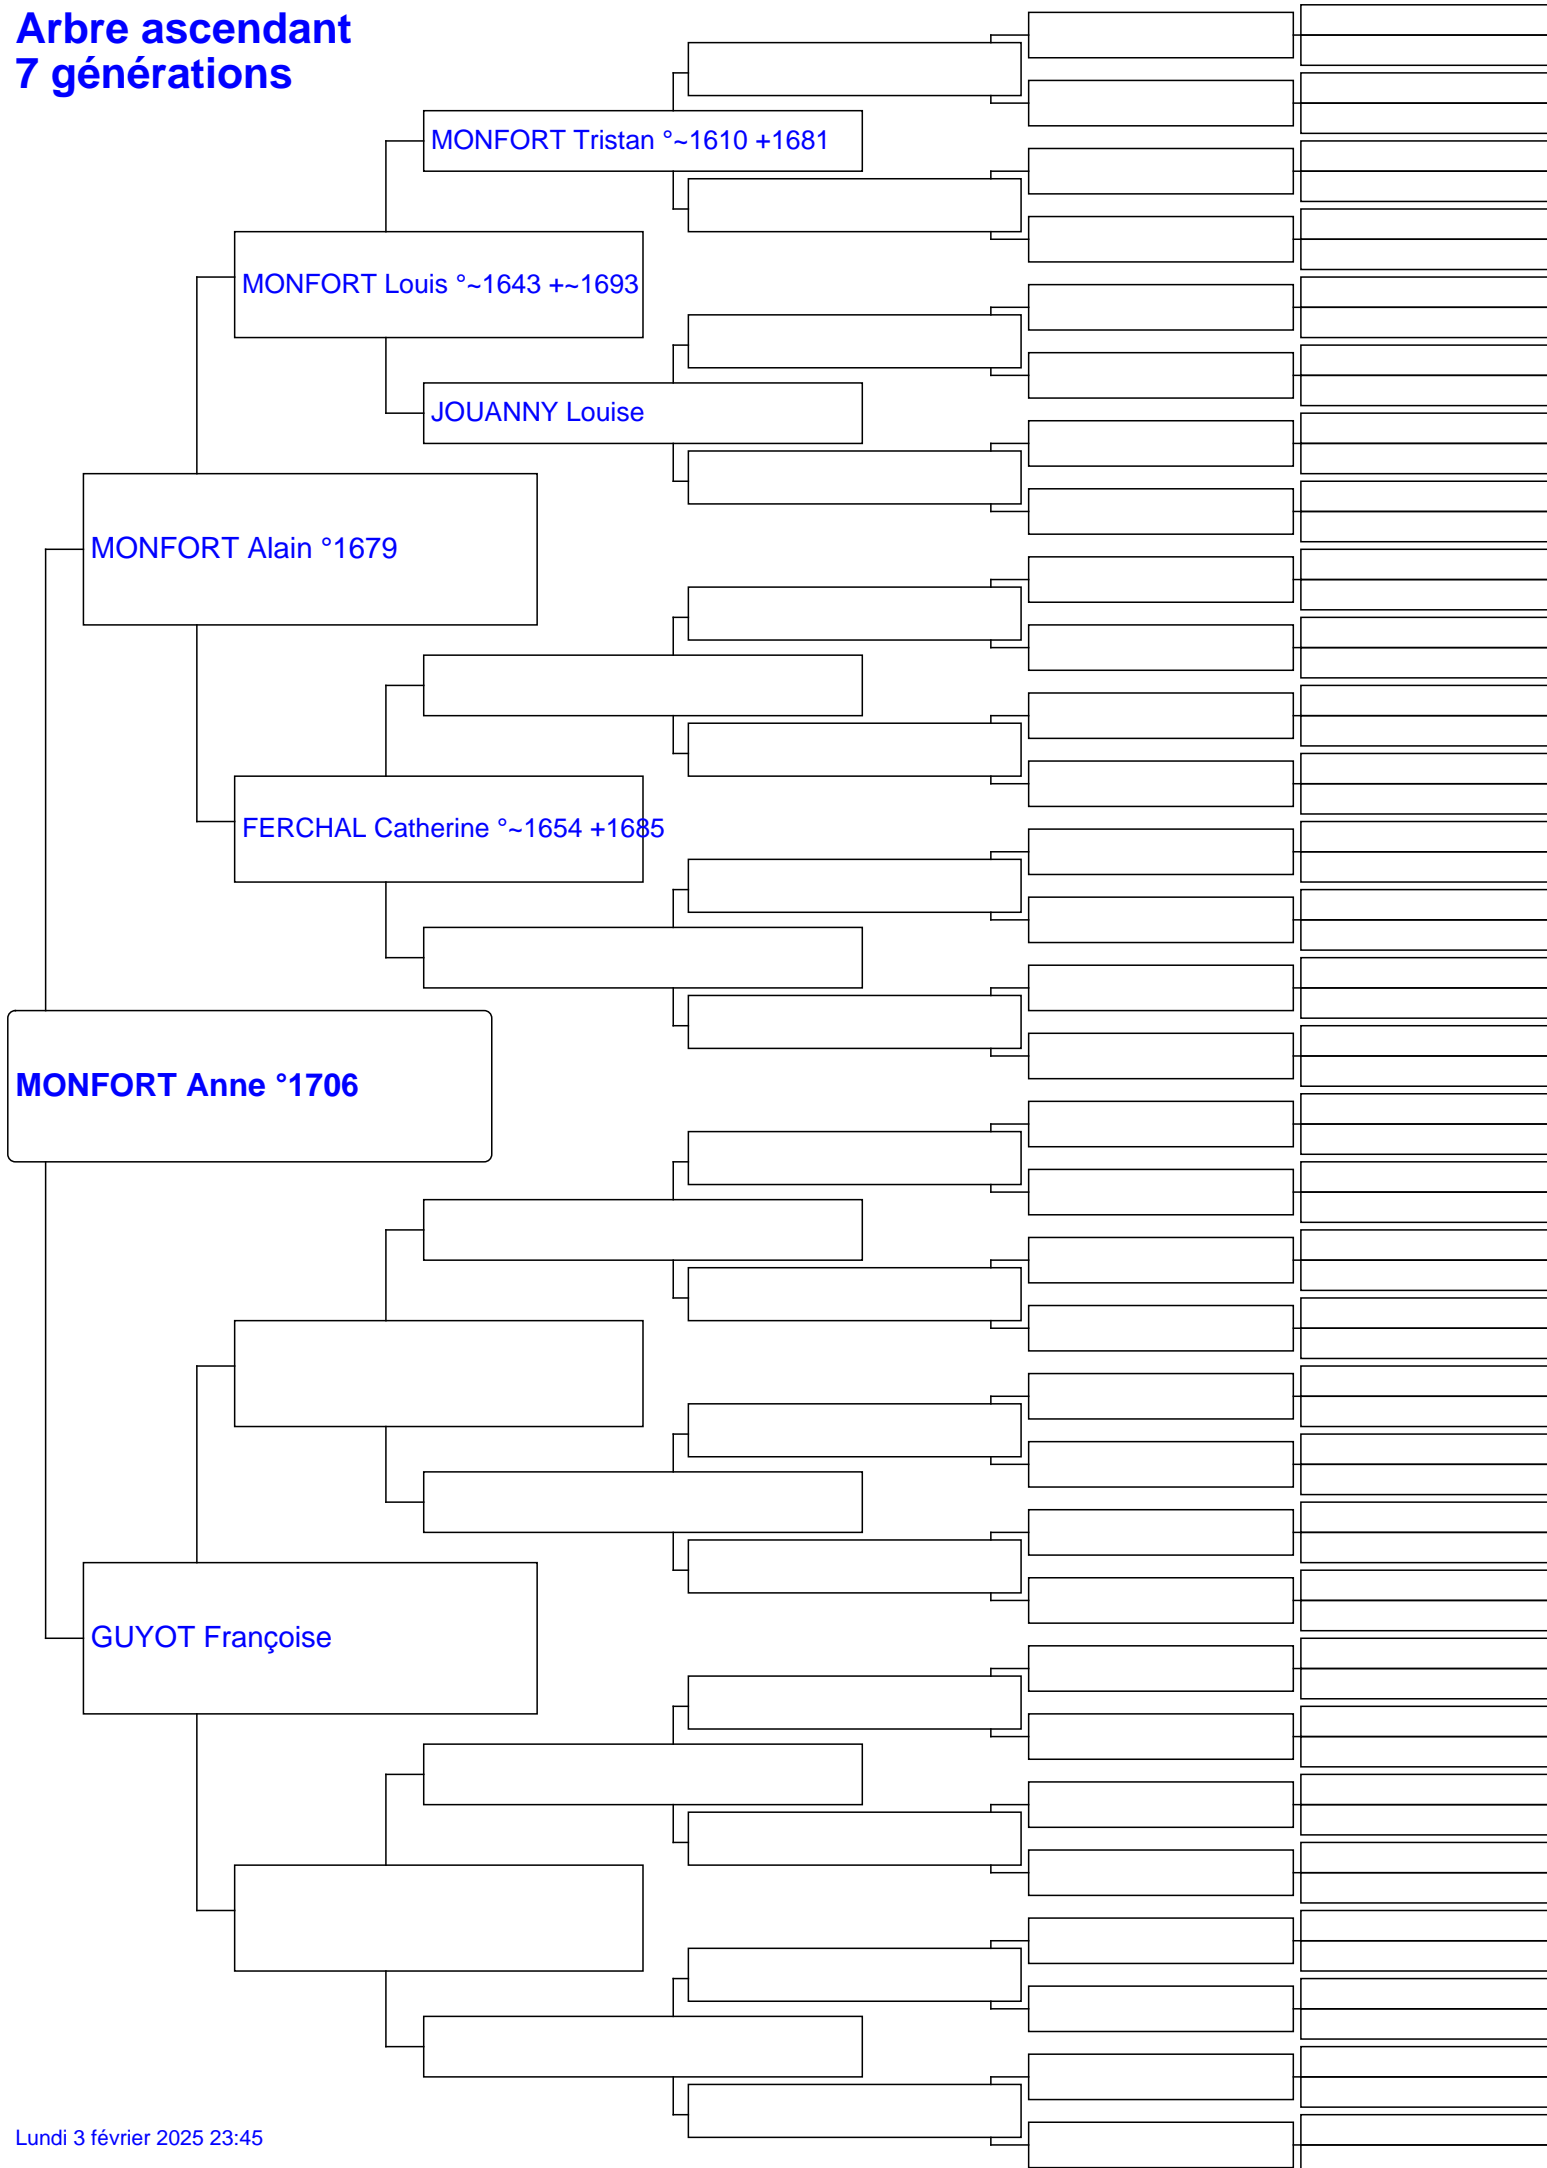 Arbre ascendant
7 générations
MONFORT Tristan °~1610 +1681
MONFORT Louis °~1643 +~1693
JOUANNY Louise
MONFORT Alain °1679
FERCHAL Catherine °~1654 +1685
MONFORT Anne °1706
GUYOT Françoise
Lundi 3 février 2025 23:45